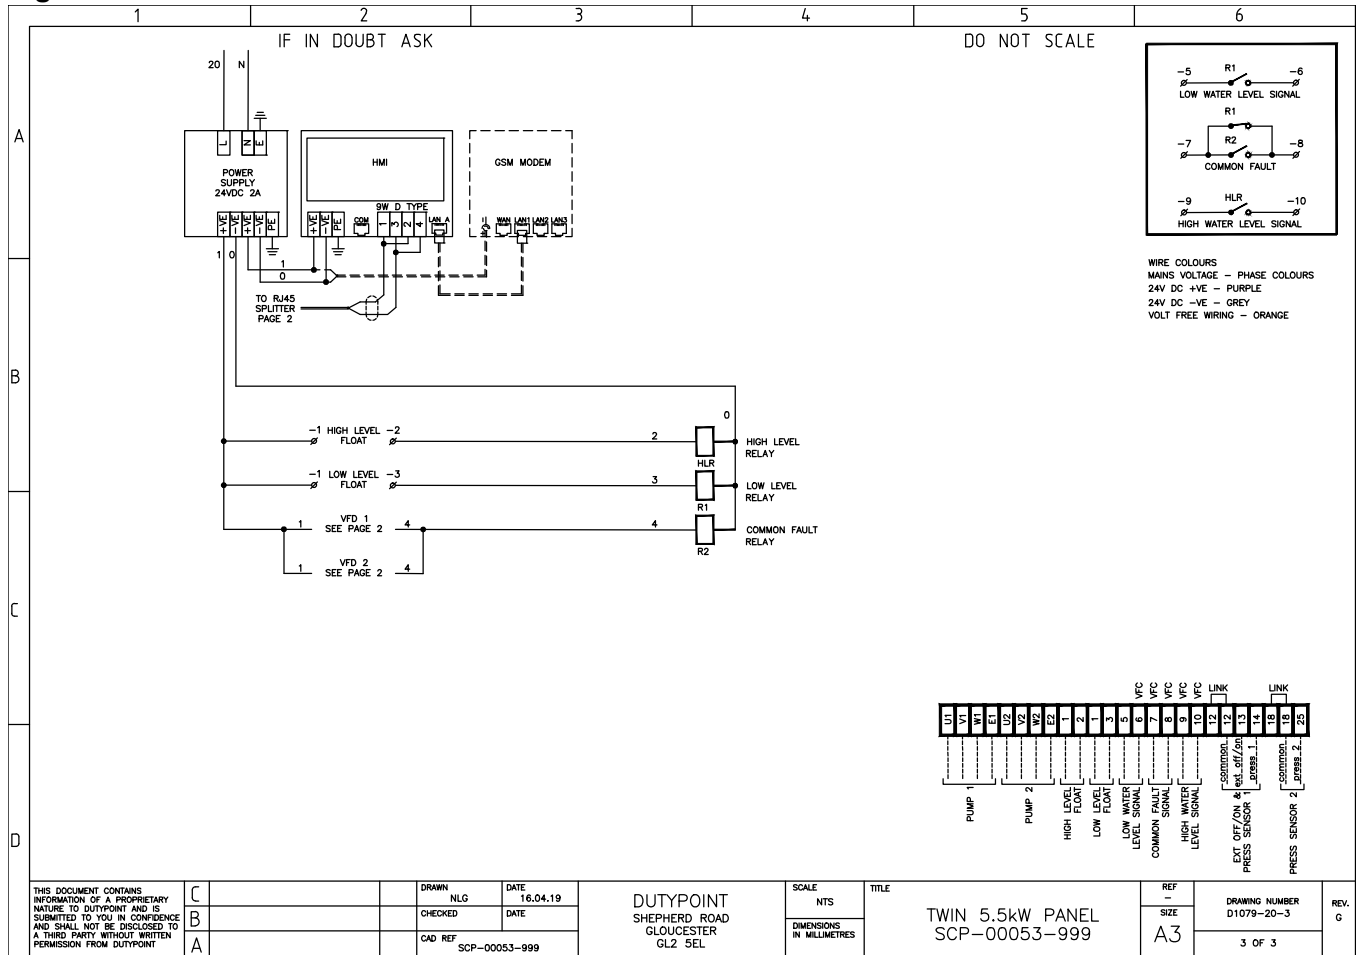 1 2 3 4 5 6
IF IN DOUBT ASK
DO NOT SCALE
A
B
C
D
20 N
L N E
POWER
SUPPLY
24VDC 2A
+VE -VE +VE -VE PE
1 0
1
0
HMI
9W D TYPE
+VE -VE PE
COM
1 3 2 4
LAN A
GSM MODEM
WAN LAN1 LAN2 LAN3
TO RJ45
SPLITTER
PAGE 2
0
-1 HIGH LEVEL -2
FLOAT
2
HLR
HIGH LEVEL
RELAY
-1 LOW LEVEL -3
FLOAT
3
R1
LOW LEVEL
RELAY
1 VFD 1 4
SEE PAGE 2
4
R2
COMMON FAULT
RELAY
1 VFD 2 4
SEE PAGE 2
-5 R1 -6
LOW WATER LEVEL SIGNAL
R1
-7 R2 -8
COMMON FAULT
-9 HLR -10
HIGH WATER LEVEL SIGNAL
WIRE COLOURS
MAINS VOLTAGE - PHASE COLOURS
24V DC +VE - PURPLE
24V DC -VE - GREY
VOLT FREE WIRING - ORANGE
VFC VFC VFC VFC VFC LINK LINK
U1 V1 W1 E1 U2 V2 W2 E2 1 2 1 3 5 6 7 8 9 10 12 12 13 14 18 18 25
common
ext off/on
press 1
common
press 2
PUMP 1
PUMP 2
HIGH LEVEL
FLOAT
LOW LEVEL
FLOAT
LOW WATER
LEVEL SIGNAL
COMMON FAULT
SIGNAL
HIGH WATER
LEVEL SIGNAL
EXT OFF/ON &
PRESS SENSOR 1
PRESS SENSOR 2
THIS DOCUMENT CONTAINS
INFORMATION OF A PROPRIETARY
NATURE TO DUTYPOINT AND IS
SUBMITTED TO YOU IN CONFIDENCE
AND SHALL NOT BE DISCLOSED TO
A THIRD PARTY WITHOUT WRITTEN
PERMISSION FROM DUTYPOINT
C
B
A
DRAWN
NLG
DATE
16.04.19
CHECKED
DATE
CAD REF
SCP-00053-999
DUTYPOINT
SHEPHERD ROAD
GLOUCESTER
GL2 5EL
SCALE
NTS
DIMENSIONS
IN MILLIMETRES
TITLE
TWIN 5.5kW PANEL
SCP-00053-999
REF
-
SIZE
A3
DRAWING NUMBER
D1079-20-3
3 OF 3
REV.
G